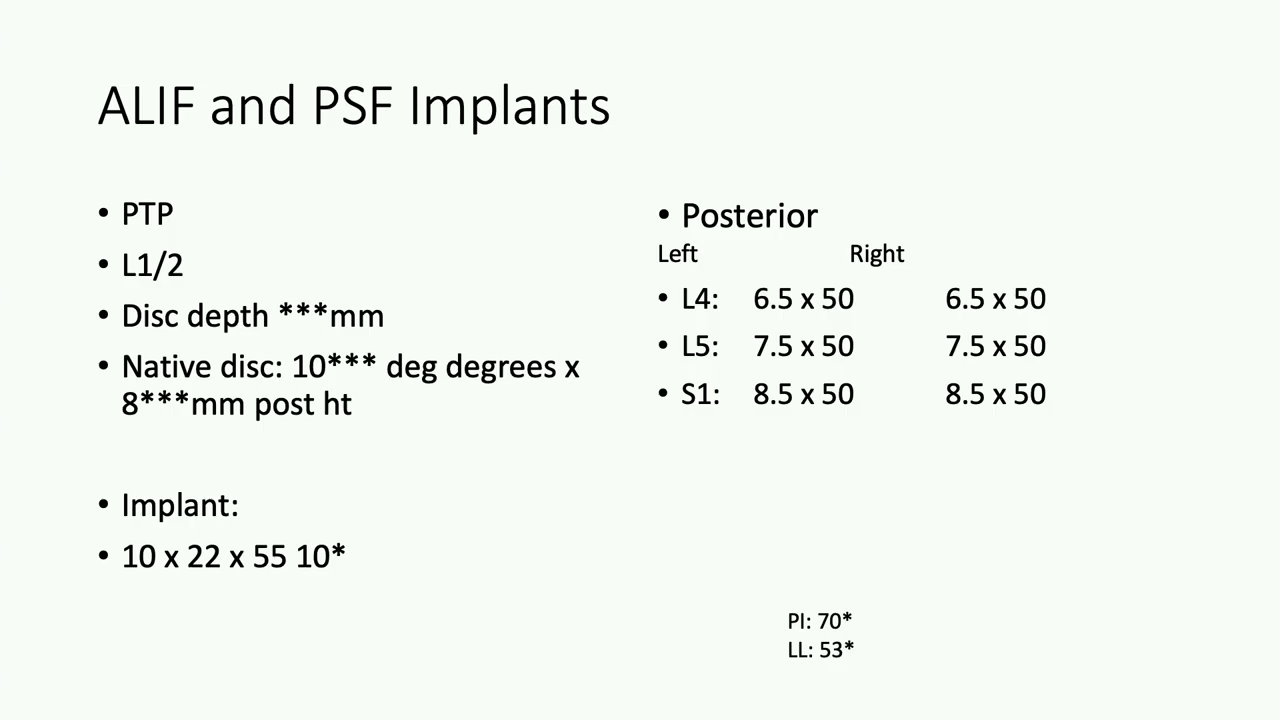 ALIF and PSF Implants
• PTP
• L1/2
• Disc depth ***mm
• Native disc: 10*** deg degrees x
8***mm post ht
• Implant:
• 10 x 22 x 55 10*
• Posterior
Left Right
• L4: 6.5 x 50 6.5 x 50
• L5: 7.5 x 50 7.5 x 50
• S1: 8.5 x 50 8.5 x 50
PI: 70*
LL: 53*